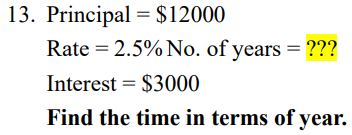 13. Principal = $12000
Rate = 2.5% No. of years = ???
Interest = $3000
Find the time in terms of year.